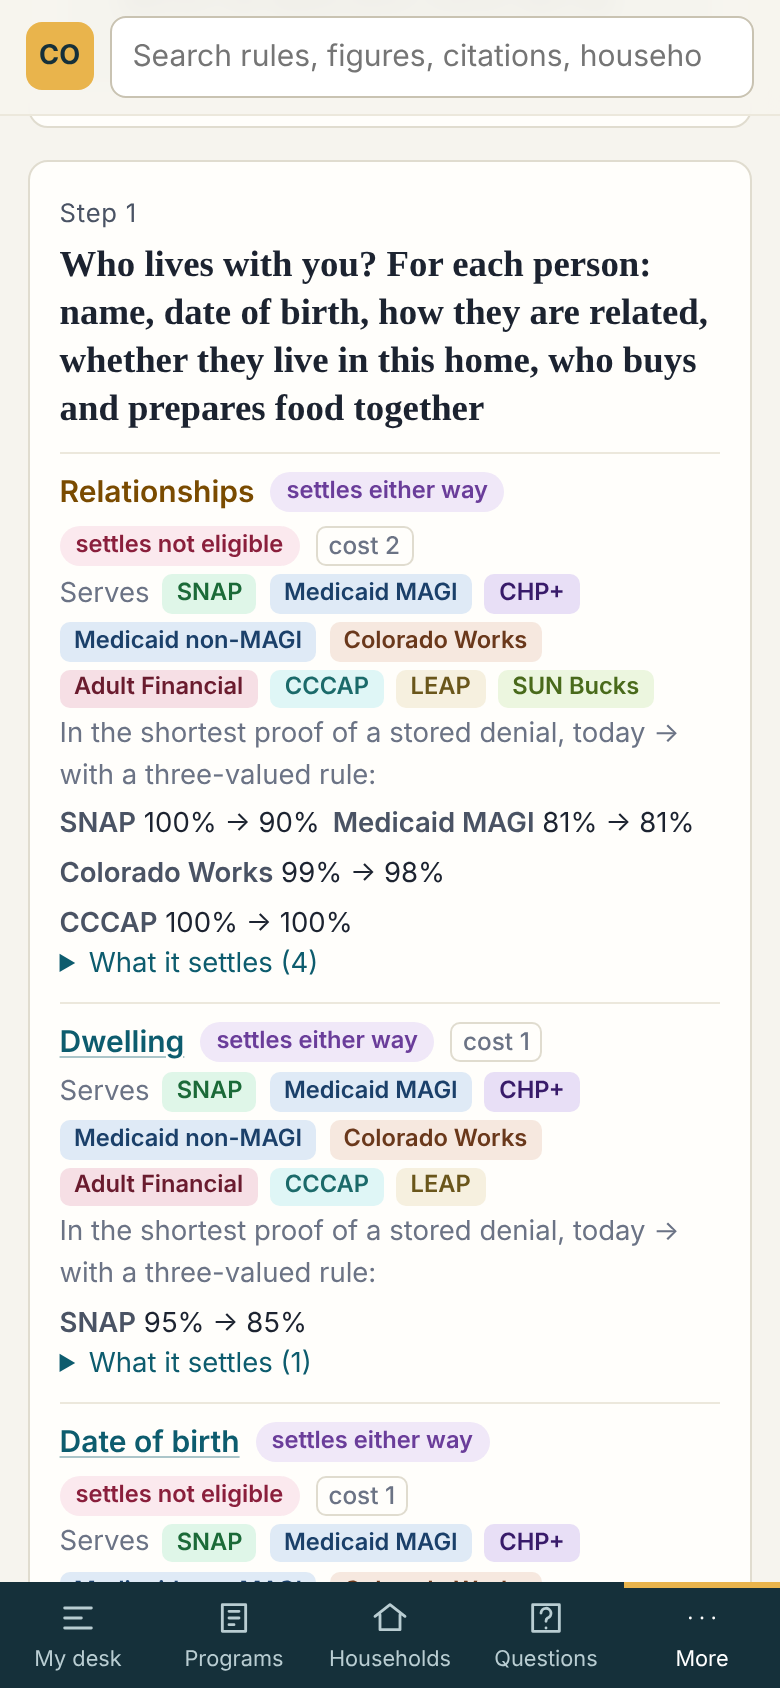 CO Search rules, figures, citations, househo
Step 1
Who lives with you? For each person:
name, date of birth, how they are related,
whether they live in this home, who buys
and prepares food together
Relationships settles either way
settles not eligible cost 2
Serves SNAP Medicaid MAGI CHP+
Medicaid non-MAGI Colorado Works
Adult Financial CCCAP LEAP SUN Bucks
In the shortest proof of a stored denial, today →
with a three-valued rule:
SNAP 100% → 90% Medicaid MAGI 81% → 81%
Colorado Works 99% → 98%
CCCAP 100% → 100%
▶ What it settles (4)
Dwelling settles either way cost 1
Serves SNAP Medicaid MAGI CHP+
Medicaid non-MAGI Colorado Works
Adult Financial CCCAP LEAP
In the shortest proof of a stored denial, today →
with a three-valued rule:
SNAP 95% → 85%
▶ What it settles (1)
Date of birth settles either way
settles not eligible cost 1
Serves SNAP Medicaid MAGI CHP+
My desk Programs Households Questions More